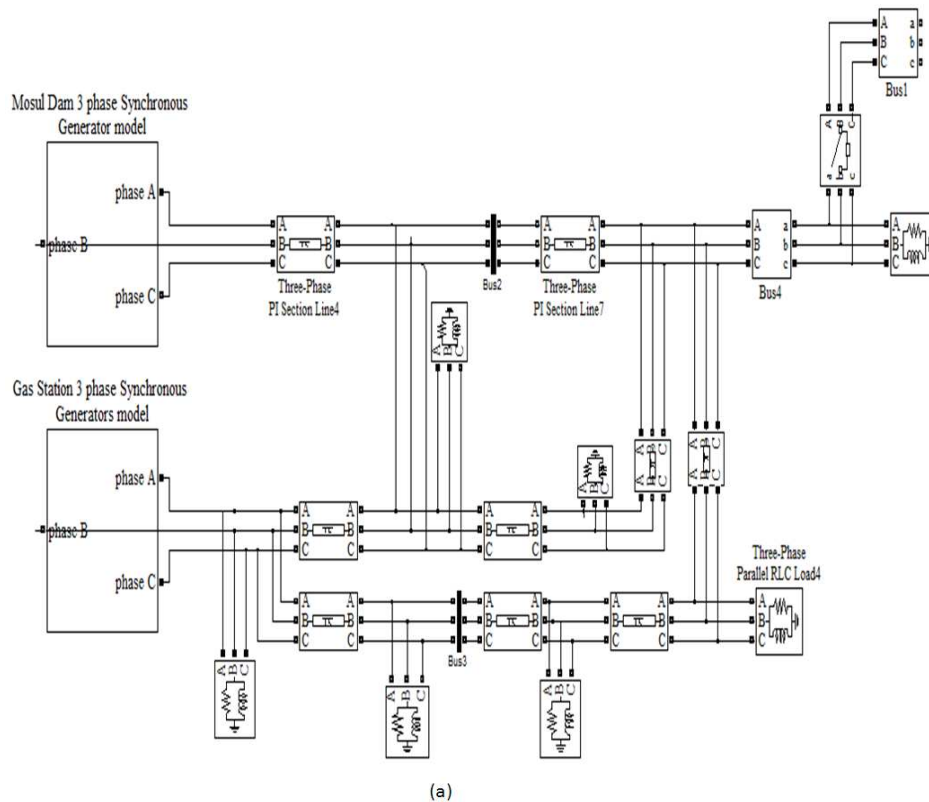 A a
B b
C c
Bus1
Mosul Dam 3 phase Synchronous
Generator model
phase A
phase B
phase C
A A
B B
C C
Three-Phase
PI Section Line4
Bus2
A A
B B
C C
Three-Phase
PI Section Line7
A a
B b
C c
Bus4
A B C
a b c
A
B
C
A B C
Gas Station 3 phase Synchronous
Generators model
phase A
phase B
phase C
A A
B B
C C
A A
B B
C C
A B C
A B C
A B C
A B C
A B C
A A
B B
C C
Bus3
A A
B B
C C
A A
B B
C C
Three-Phase
Parallel RLC Load4
A
B
C
A B C
A B C
A B C
(a)